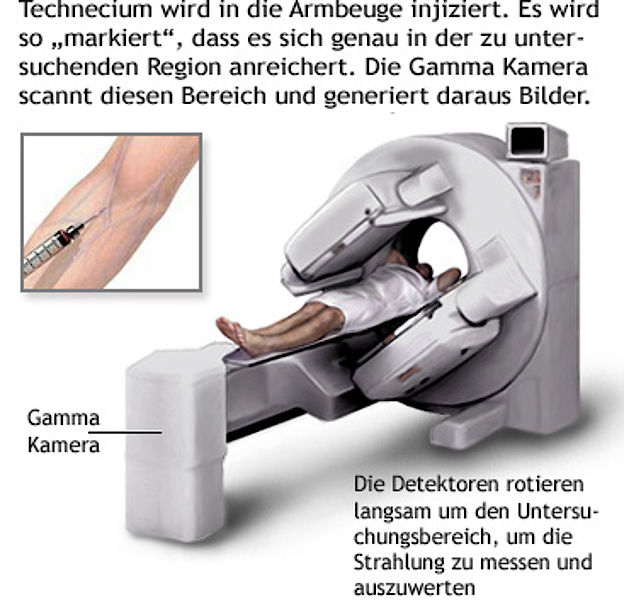 Technecium wird in die Armbeuge injiziert. Es wird
so „markiert“, dass es sich genau in der zu unter-
suchenden Region anreichert. Die Gamma Kamera
scannt diesen Bereich und generiert daraus Bilder.
Gamma
Kamera
Die Detektoren rotieren
langsam um den Untersu-
chungsbereich, um die
Strahlung zu messen und
auszuwerten